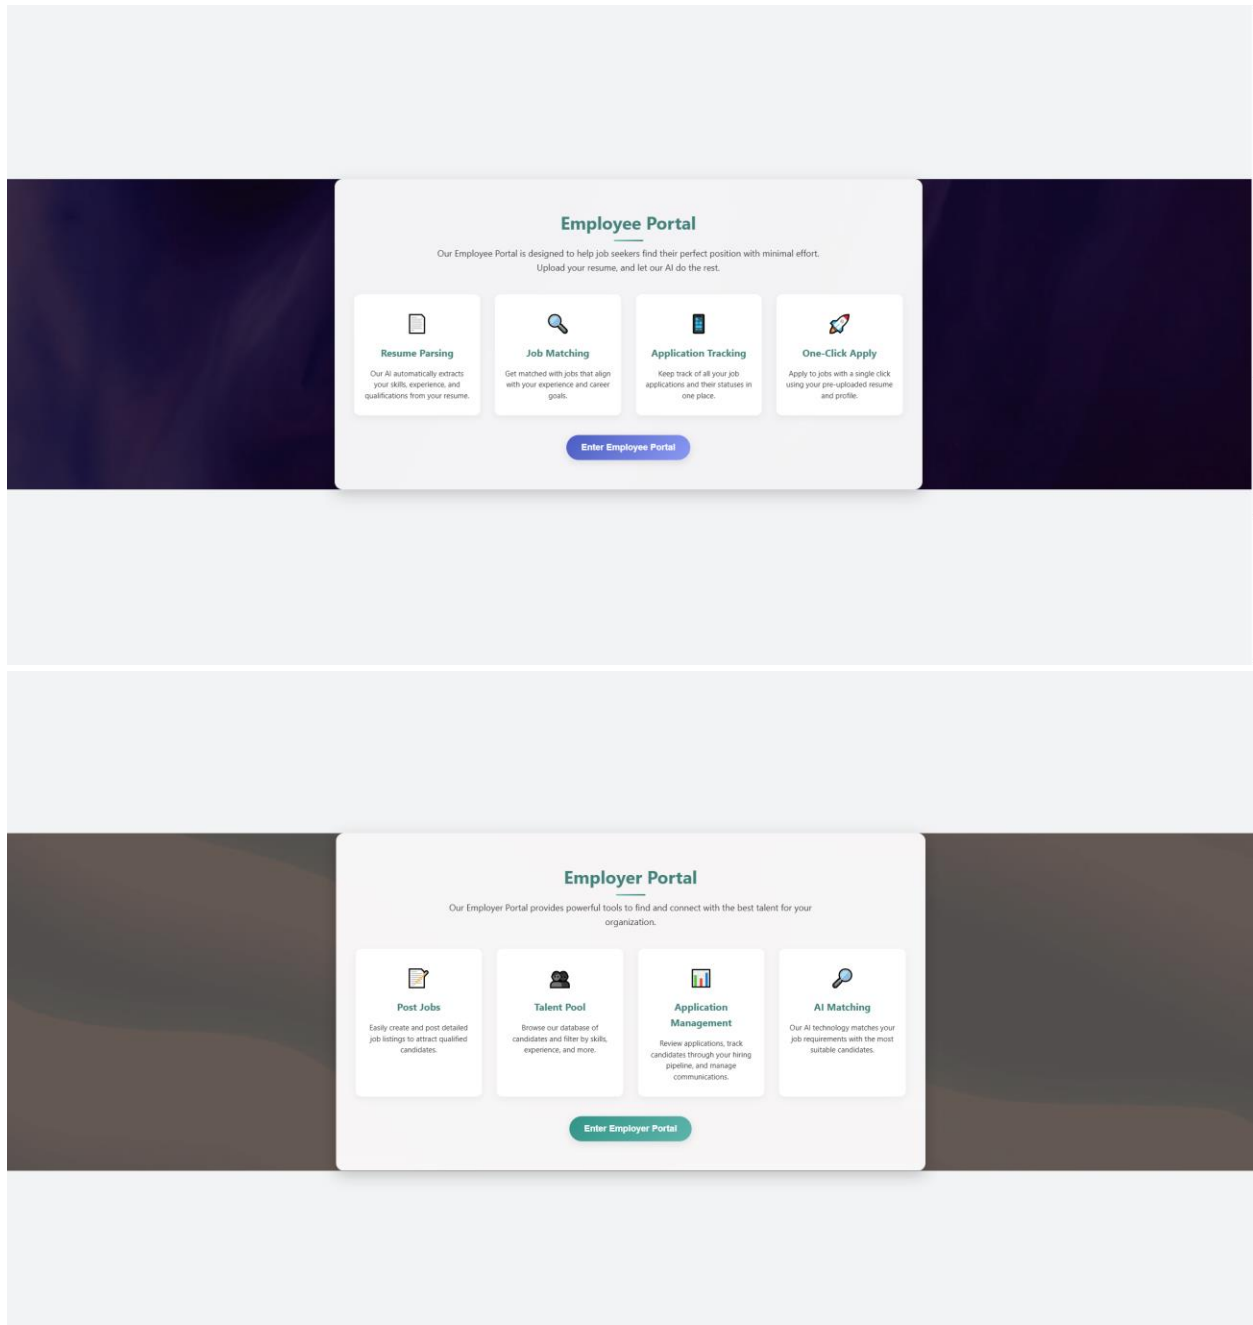 Employee Portal
Our Employee Portal is designed to help job seekers find their perfect position with minimal effort.
Upload your resume, and let our AI do the rest.
Resume Parsing
Our AI automatically extracts
your skills, experience, and
qualifications from your resume.
Job Matching
Get matched with jobs that align
with your experience and career
goals.
Application Tracking
Keep track of all your job
applications and their statuses in
one place.
One-Click Apply
Apply to jobs with a single click
using your pre-uploaded resume
and profile.
Enter Employee Portal
Employer Portal
Our Employer Portal provides powerful tools to find and connect with the best talent for your
organization.
Post Jobs
Easily create and post detailed
job listings to attract qualified
candidates.
Talent Pool
Browse our database of
candidates and filter by skills,
experience, and more.
Application
Management
Review applications, track
candidates through your hiring
pipeline, and manage
communications.
AI Matching
Our AI technology matches your
job requirements with the most
suitable candidates.
Enter Employer Portal